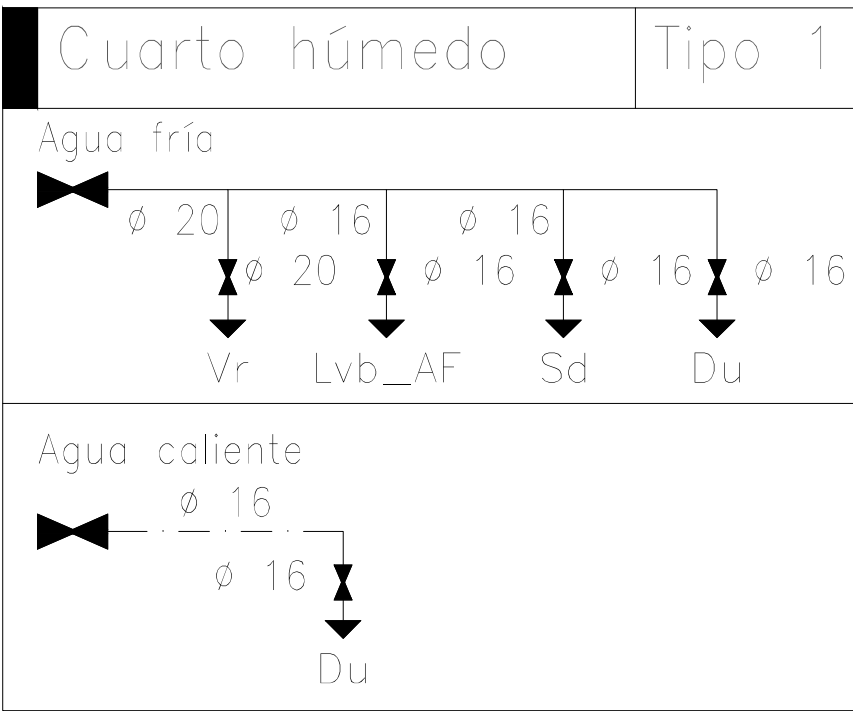 Cuarto húmedo Tipo 1
Agua fría
ø 20 ø 16 ø 16
ø 20 ø 16 ø 16 ø 16
Vr Lvb_AF Sd Du
Agua caliente
ø 16
ø 16
Du